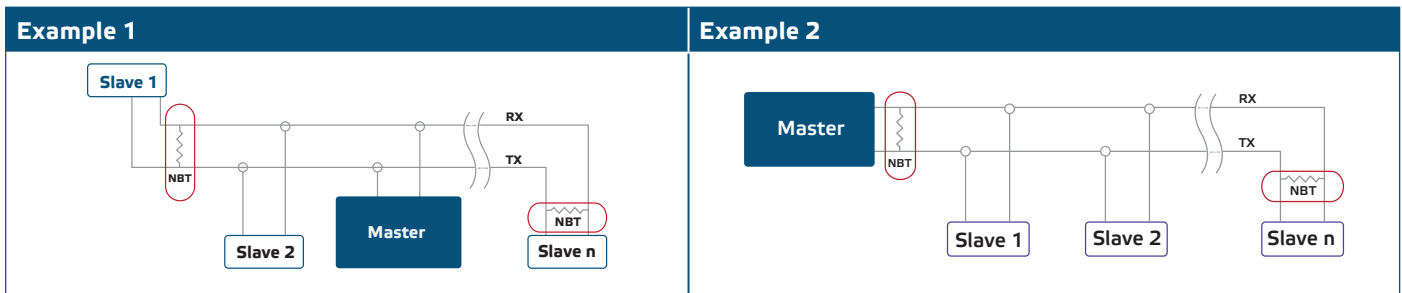 Example 1
Slave 1
RX
TX
NBT
NBT
Slave 2
Master
Slave n
Example 2
Master
RX
TX
NBT
NBT
Slave 1
Slave 2
Slave n